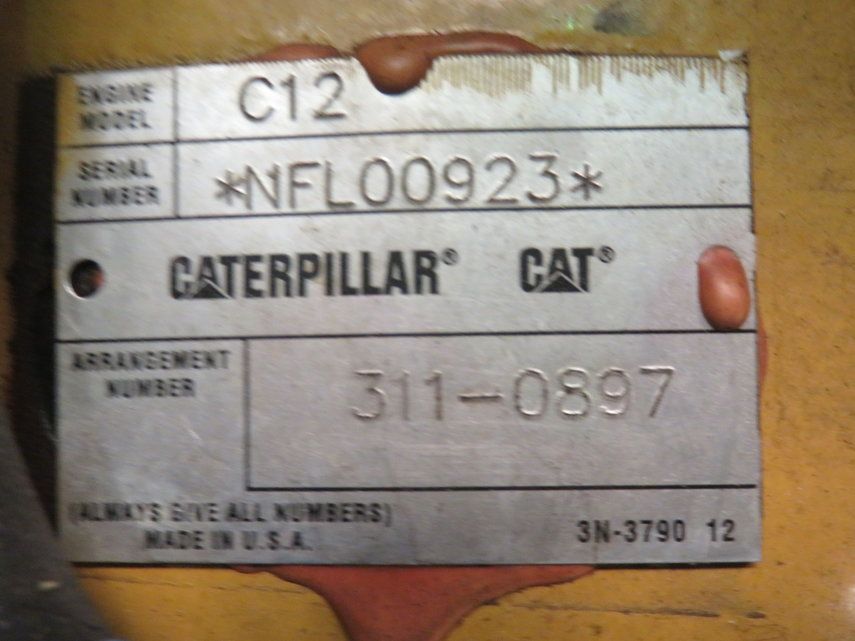 ENGINE MODEL C12
SERIAL NUMBER *NFL00923*
CATERPILLAR® CAT®
ARRANGEMENT NUMBER 311-0897
(ALWAYS GIVE ALL NUMBERS)
MADE IN U.S.A.
3N-3790 12